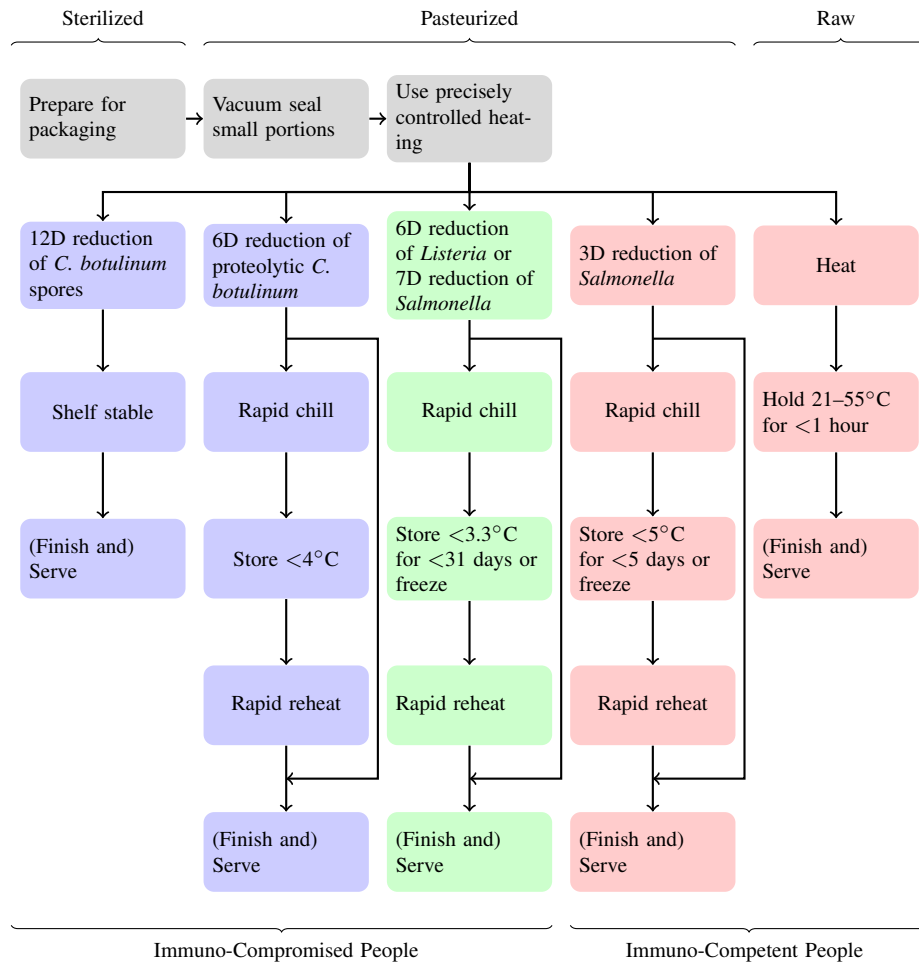 Sterilized
Pasteurized
Raw
Prepare for
packaging
Vacuum seal
small portions
Use precisely
controlled heat-
ing
12D reduction
of C. botulinum
spores
6D reduction of
proteolytic C.
botulinum
6D reduction
of Listeria or
7D reduction of
Salmonella
3D reduction of
Salmonella
Heat
Shelf stable
Rapid chill
Rapid chill
Rapid chill
Hold 21–55°C
for <1 hour
(Finish and)
Serve
Store <4°C
Store <3.3°C
for <31 days or
freeze
Store <5°C
for <5 days or
freeze
(Finish and)
Serve
Rapid reheat
Rapid reheat
Rapid reheat
(Finish and)
Serve
(Finish and)
Serve
(Finish and)
Serve
Immuno-Compromised People
Immuno-Competent People